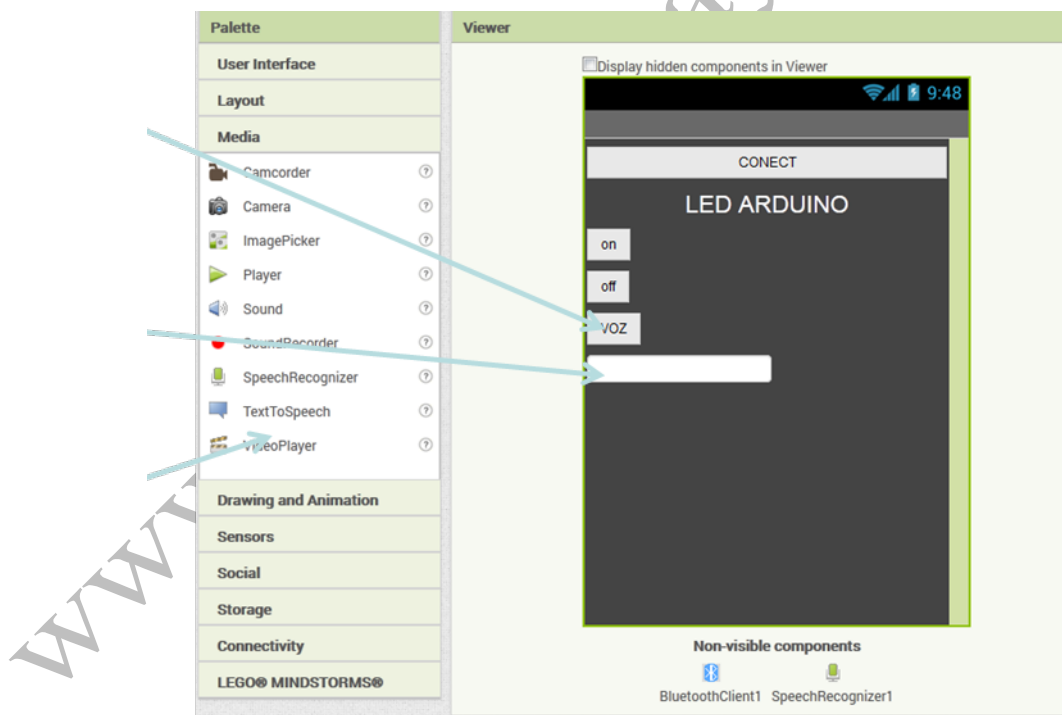 Palette
User Interface
Layout
Media
Camcorder
Camera
ImagePicker
Player
Sound
SoundRecorder
SpeechRecognizer
TextToSpeech
VideoPlayer
Drawing and Animation
Sensors
Social
Storage
Connectivity
LEGO® MINDSTORMS®
Viewer
Display hidden components in Viewer
9:48
CONECT
LED ARDUINO
on
off
VOZ
Non-visible components
BluetoothClient1 SpeechRecognizer1